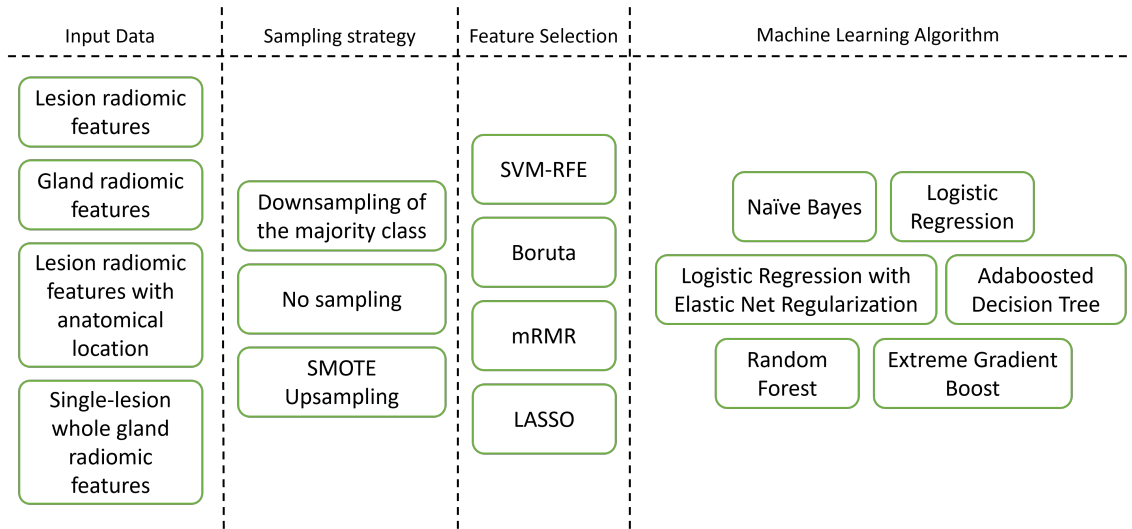 Input Data
Sampling strategy
Feature Selection
Machine Learning Algorithm
Lesion radiomic
features
Gland radiomic
features
Lesion radiomic
features with
anatomical
location
Single-lesion
whole gland
radiomic
features
Downsampling of
the majority class
No sampling
SMOTE
Upsampling
SVM-RFE
Boruta
mRMR
LASSO
Naïve Bayes
Logistic
Regression
Logistic Regression with
Elastic Net Regularization
Adaboosted
Decision Tree
Random
Forest
Extreme Gradient
Boost